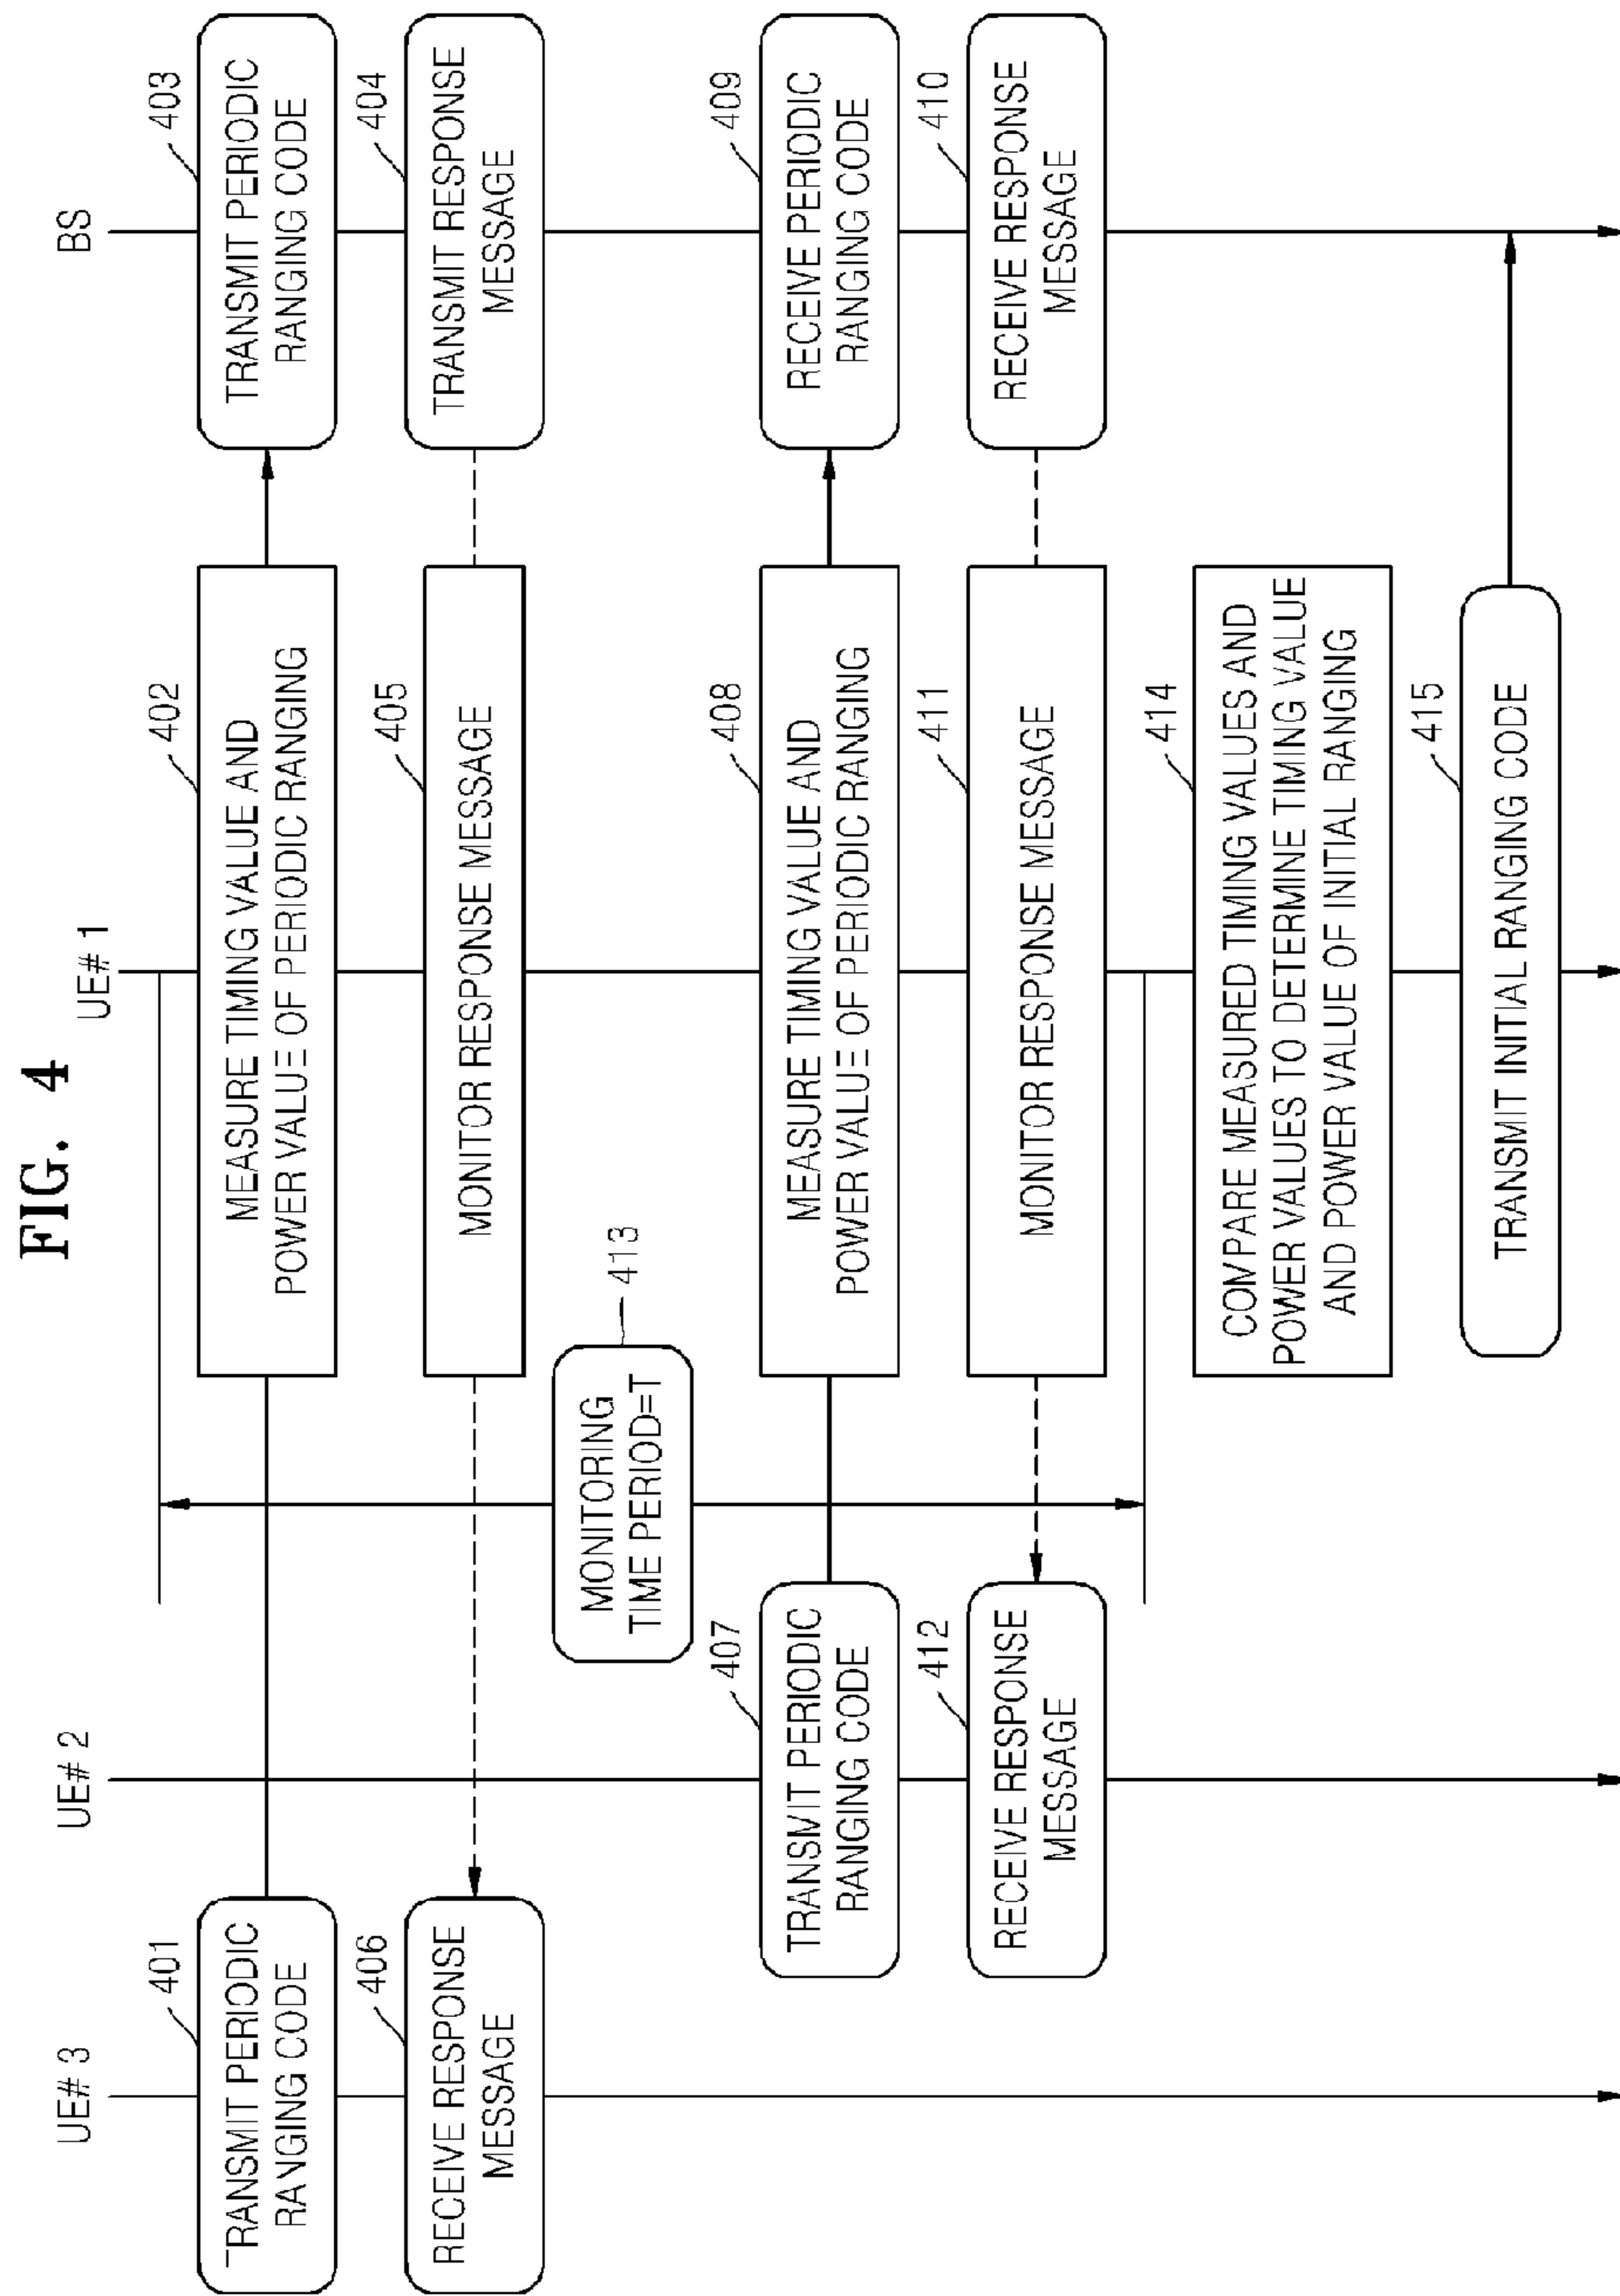 FIG. 4
UE# 3
UE# 2
UE# 1
BS
401
TRANSMIT PERIODIC
RANGING CODE
402
MEASURE TIMING VALUE AND
POWER VALUE OF PERIODIC RANGING
403
TRANSMIT PERIODIC
RANGING CODE
406
RECEIVE RESPONSE
MESSAGE
405
MONITOR RESPONSE MESSAGE
404
TRANSMIT RESPONSE
MESSAGE
MONITORING
TIME PERIOD=T
413
407
TRANSMIT PERIODIC
RANGING CODE
408
MEASURE TIMING VALUE AND
POWER VALUE OF PERIODIC RANGING
409
RECEIVE PERIODIC
RANGING CODE
412
RECEIVE RESPONSE
MESSAGE
411
MONITOR RESPONSE MESSAGE
410
RECEIVE RESPONSE
MESSAGE
414
COMPARE MEASURED TIMING VALUES AND
POWER VALUES TO DETERMINE TIMING VALUE
AND POWER VALUE OF INITIAL RANGING
415
TRANSMIT INITIAL RANGING CODE